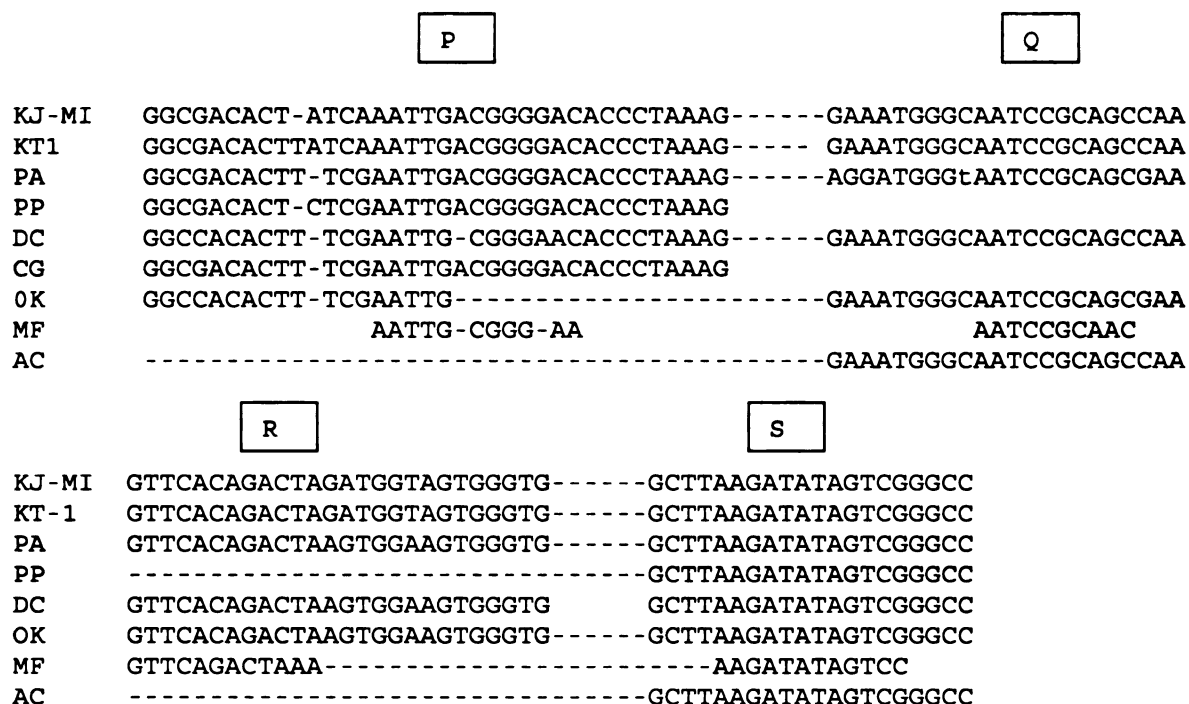 P Q
KJ-MI GGCGACACT-ATCAAATTGACGGGGACACCCTAAAG------GAAATGGGCAATCCGCAGCCAA
KT1 GGCGACACTTATCAAATTGACGGGGACACCCTAAAG----- GAAATGGGCAATCCGCAGCCAA
PA GGCGACACTT-TCGAATTGACGGGGACACCCTAAAG------AGGATGGGtAATCCGCAGCGAA
PP GGCGACACT-CTCGAATTGACGGGGACACCCTAAAG
DC GGCCACACTT-TCGAATTG-CGGGAACACCCTAAAG------GAAATGGGCAATCCGCAGCCAA
CG GGCGACACTT-TCGAATTGACGGGGACACCCTAAAG
0K GGCCACACTT-TCGAATTG-----------------------GAAATGGGCAATCCGCAGCGAA
MF AATTG-CGGG-AA AATCCGCAAC
AC ------------------------------------------GAAATGGGCAATCCGCAGCCAA
R S
KJ-MI GTTCACAGACTAGATGGTAGTGGGTG------GCTTAAGATATAGTCGGGCC
KT-1 GTTCACAGACTAGATGGTAGTGGGTG------GCTTAAGATATAGTCGGGCC
PA GTTCACAGACTAAGTGGAAGTGGGTG------GCTTAAGATATAGTCGGGCC
PP --------------------------------GCTTAAGATATAGTCGGGCC
DC GTTCACAGACTAAGTGGAAGTGGGTG GCTTAAGATATAGTCGGGCC
OK GTTCACAGACTAAGTGGAAGTGGGTG------GCTTAAGATATAGTCGGGCC
MF GTTCAGACTAAA------------------------AAGATATAGTCC
AC --------------------------------GCTTAAGATATAGTCGGGCC